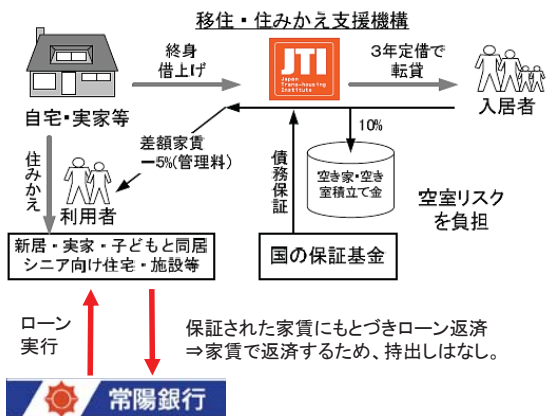 移住・住みかえ支援機構
終身
借上げ
JTI
Japan
Trans-housing
Institute
3年定借で
転貸
自宅・実家等
入居者
差額家賃
ー5%(管理料)
10%
住みかえ
利用者
債務保証
空き家・空き
室積立て金
空室リスク
を負担
新居・実家・子どもと同居
シニア向け住宅・施設等
国の保証基金
ローン
実行
保証された家賃にもとづきローン返済
⇒家賃で返済するため、持出しはなし。
常陽銀行